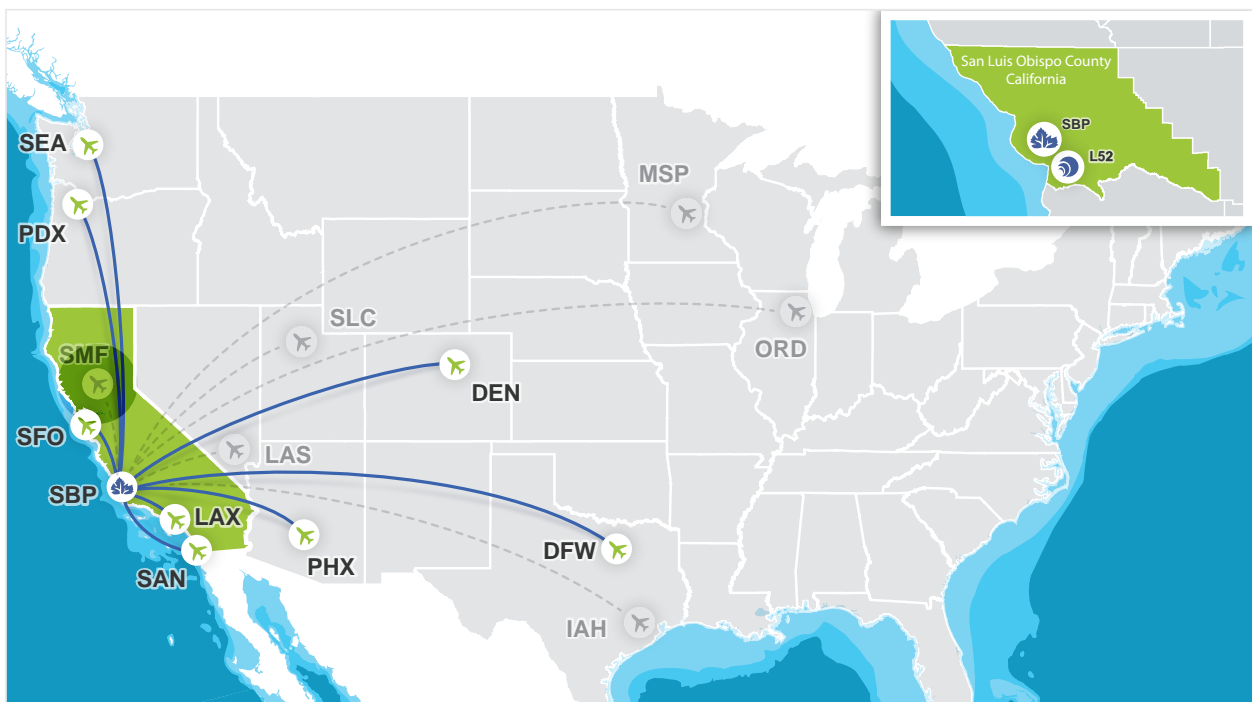 San Luis Obispo County
California
SBP
L52
SEA
MSP
PDX
SLC
ORD
SMF
DEN
SFO
LAS
SBP
LAX
DFW
PHX
SAN
IAH